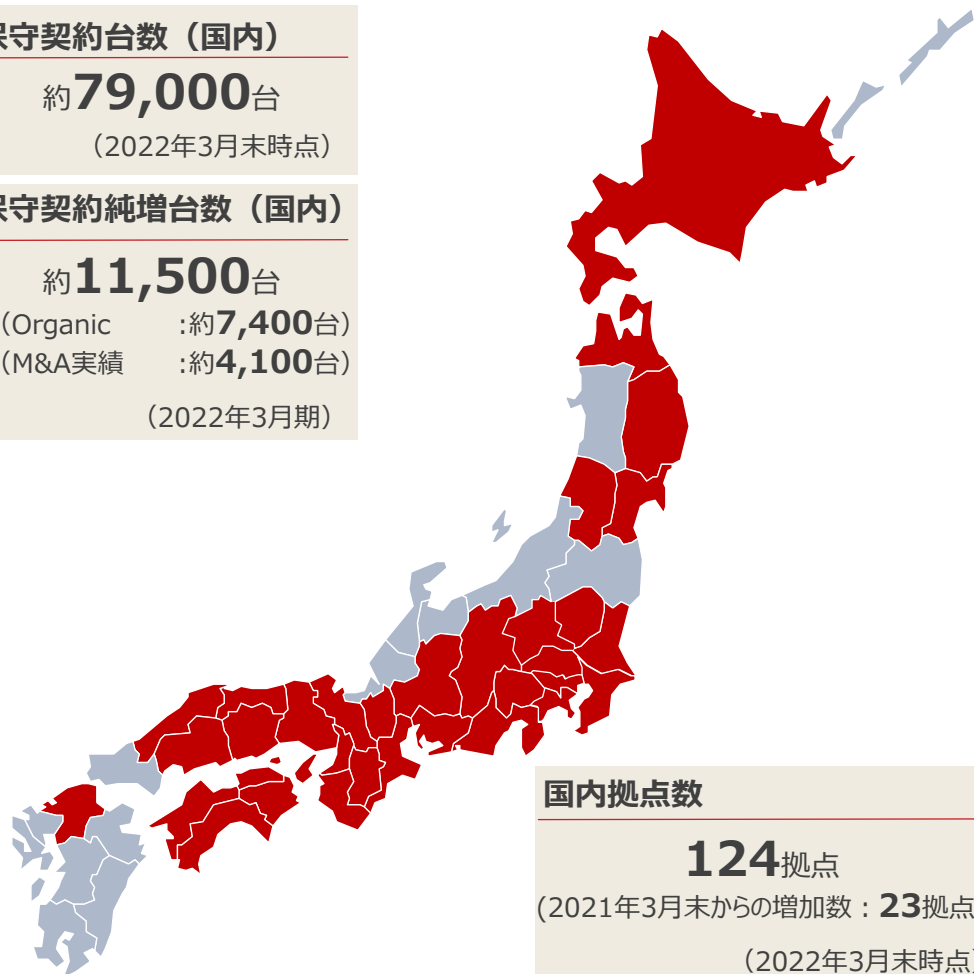 保守契約台数（国内）
約79,000台
（2022年3月末時点）
保守契約純増台数（国内）
約11,500台
（Organic :約7,400台）
（M&A実績 :約4,100台）
（2022年3月期）
国内拠点数
124拠点
(2021年3月末からの増加数：23拠点
（2022年3月末時点）